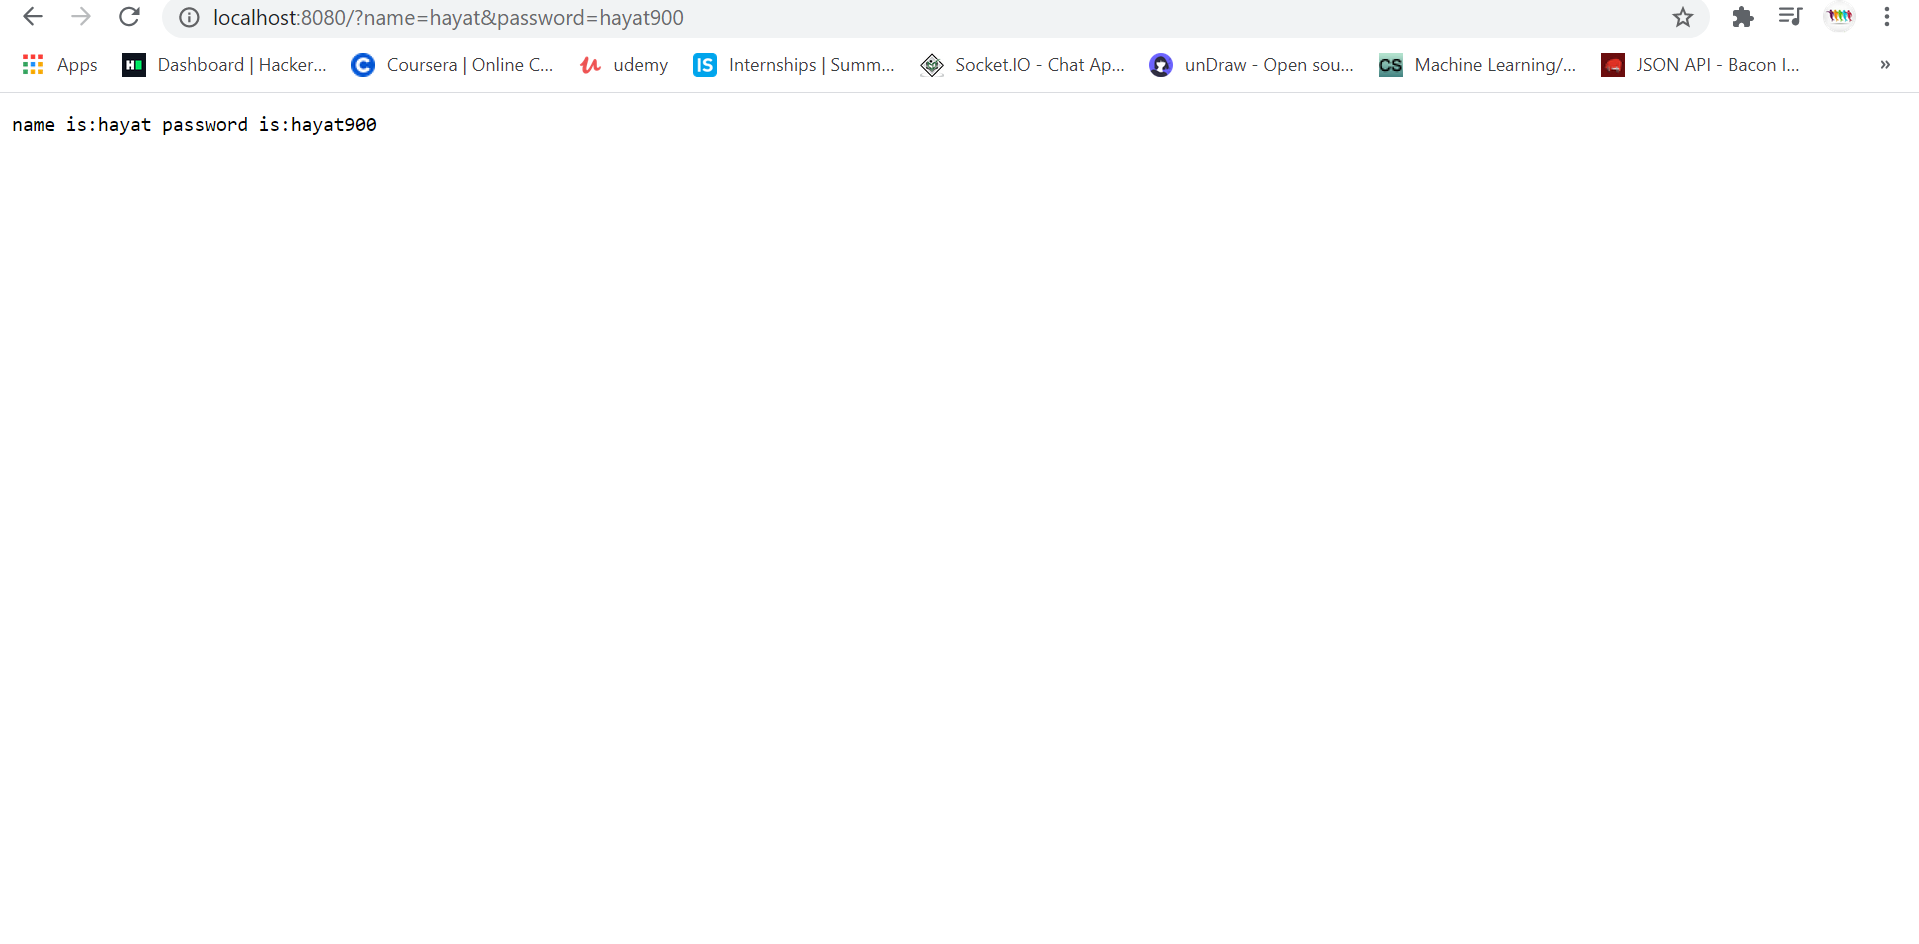 localhost:8080/?name=hayat&password=hayat900
Apps H Dashboard | Hacker... C Coursera | Online C... udemy IS Internships | Summ... Socket.IO - Chat Ap... unDraw - Open sou... CS Machine Learning/... JSON API - Bacon I... »
name is:hayat password is:hayat900